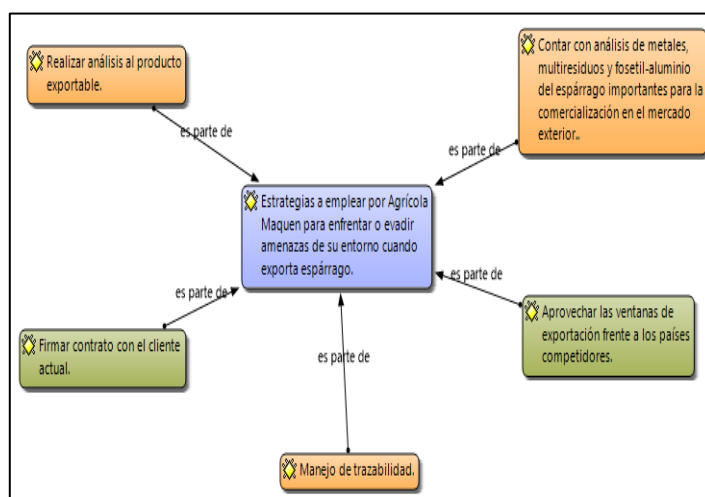 Realizar análisis al producto
exportable.
Contar con análisis de metales,
multiresiduos y fosetil-aluminio
del espárrago importantes para la
comercialización en el mercado
exterior..
es parte de
es parte de
Estrategias a emplear por Agrícola
Maquen para enfrentar o evadir
amenazas de su entorno cuando
exporta espárrago.
es parte de
es parte de
Firmar contrato con el cliente
actual.
Aprovechar las ventanas de
exportación frente a los países
competidores.
es parte de
Manejo de trazabilidad.